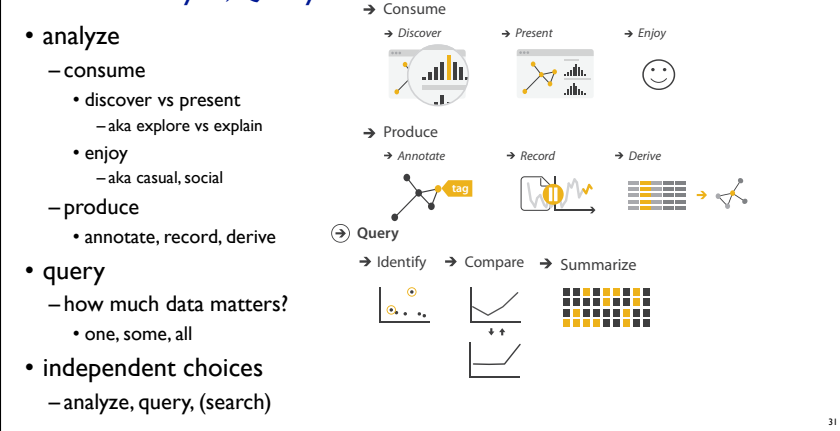 • analyze
– consume
• discover vs present
– aka explore vs explain
• enjoy
– aka casual, social
– produce
• annotate, record, derive
• query
– how much data matters?
• one, some, all
• independent choices
– analyze, query, (search)
→ Consume
→ Discover → Present → Enjoy
→ Produce
→ Annotate → Record → Derive
tag
→ Query
→ Identify → Compare → Summarize
31